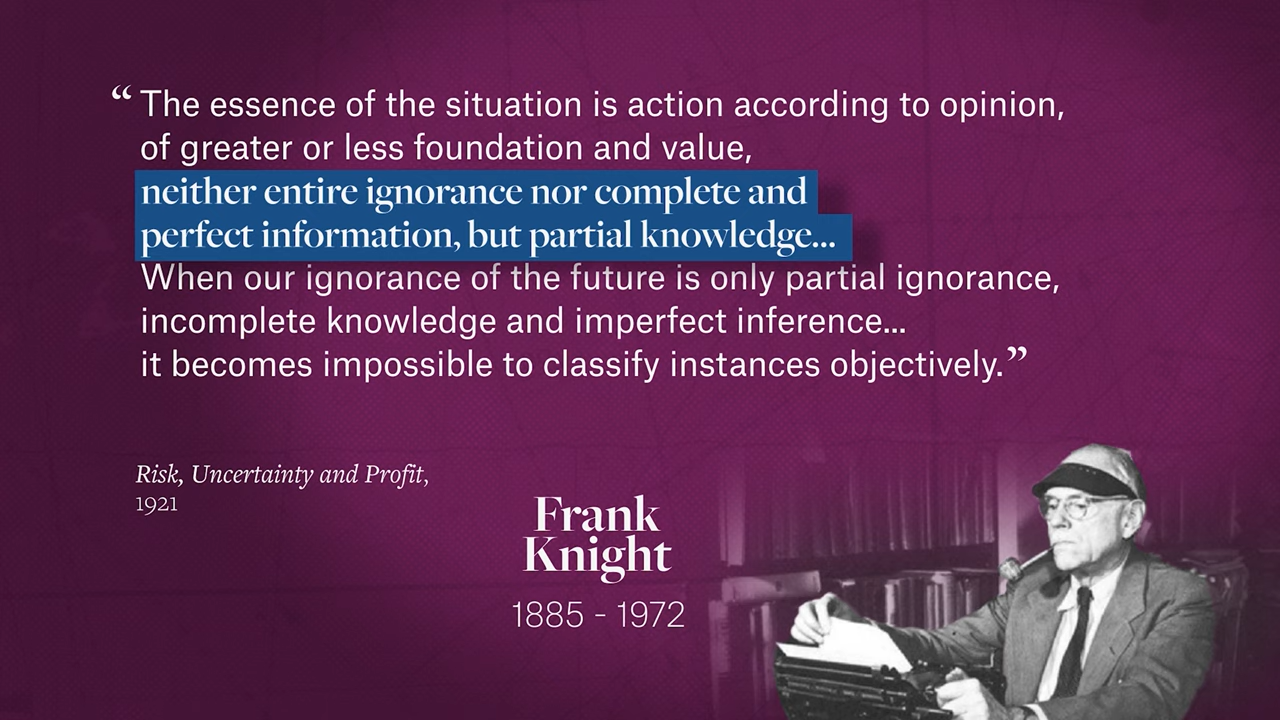 “ The essence of the situation is action according to opinion,
of greater or less foundation and value,
neither entire ignorance nor complete and
perfect information, but partial knowledge...
When our ignorance of the future is only partial ignorance,
incomplete knowledge and imperfect inference...
it becomes impossible to classify instances objectively.”
Risk, Uncertainty and Profit,
1921
Frank
Knight
1885 - 1972